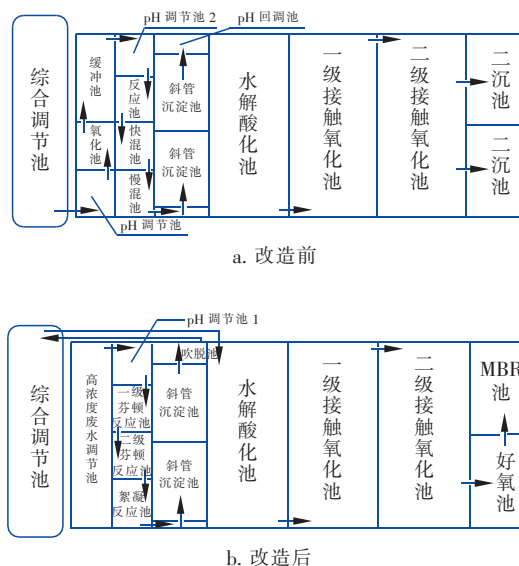 pH 调节池 2
pH 回调池
综合调节池
缓冲池
氧化池
pH 调节池
反应池
快混池
慢混池
斜管
沉淀池
斜管
沉淀池
水解酸化池
一级接触氧化池
二级接触氧化池
二沉池
二沉池
a. 改造前
pH 调节池 1
综合调节池
高浓度废水调节池
一级
芬顿
反应池
二级
芬顿
反应池
絮凝
反应池
吹脱池
斜管
沉淀池
斜管
沉淀池
水解酸化池
一级接触氧化池
二级接触氧化池
MBR
池
好氧池
b. 改造后